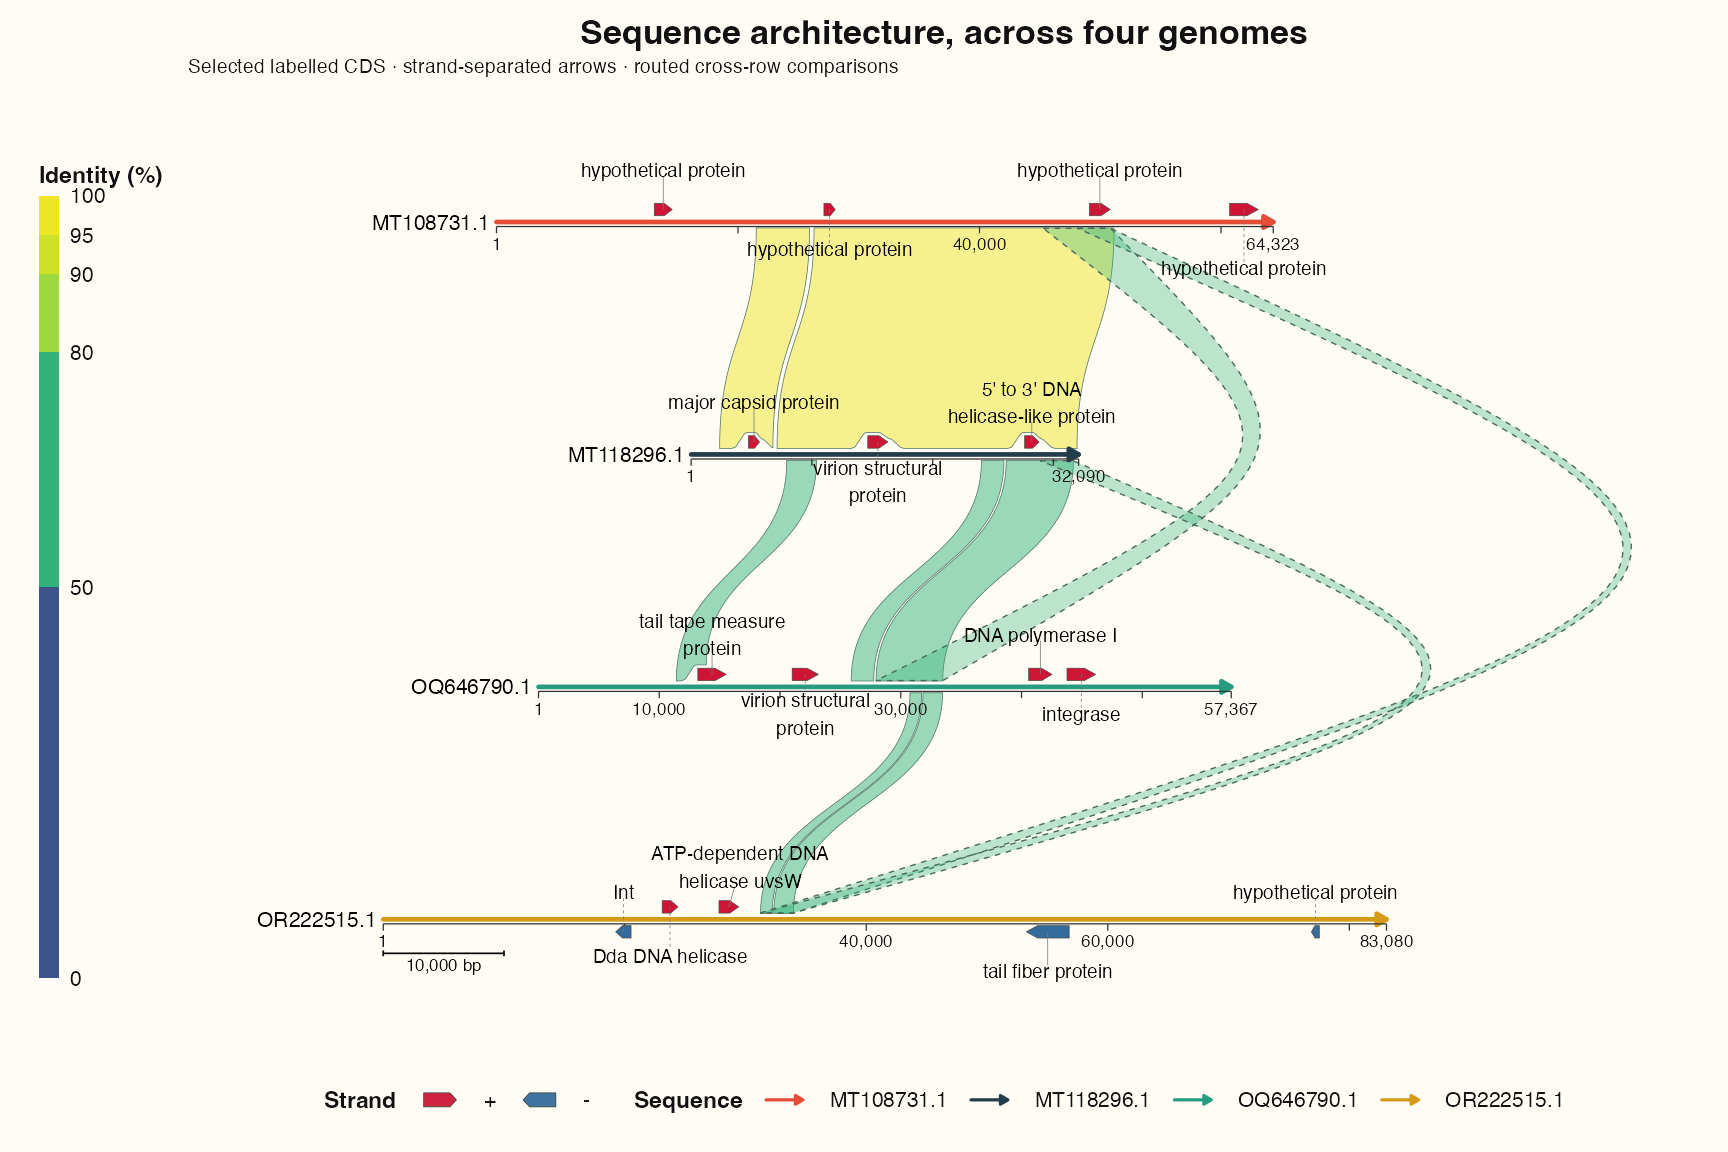 Sequence architecture, across four genomes
Selected labelled CDS · strand-separated arrows · routed cross-row comparisons
Identity (%)
100
95
90
80
50
0
hypothetical protein
hypothetical protein
MT108731.1
1
40,000
64,323
hypothetical protein
hypothetical protein
major capsid protein
5' to 3' DNA
helicase-like protein
MT118296.1
1
32,090
virion structural
protein
tail tape measure
protein
DNA polymerase I
OQ646790.1
1
10,000
30,000
57,367
virion structural
protein
integrase
ATP-dependent DNA
helicase uvsW
Int
hypothetical protein
OR222515.1
1
40,000
60,000
83,080
10,000 bp
Dda DNA helicase
tail fiber protein
Strand + - Sequence MT108731.1 MT118296.1 OQ646790.1 OR222515.1